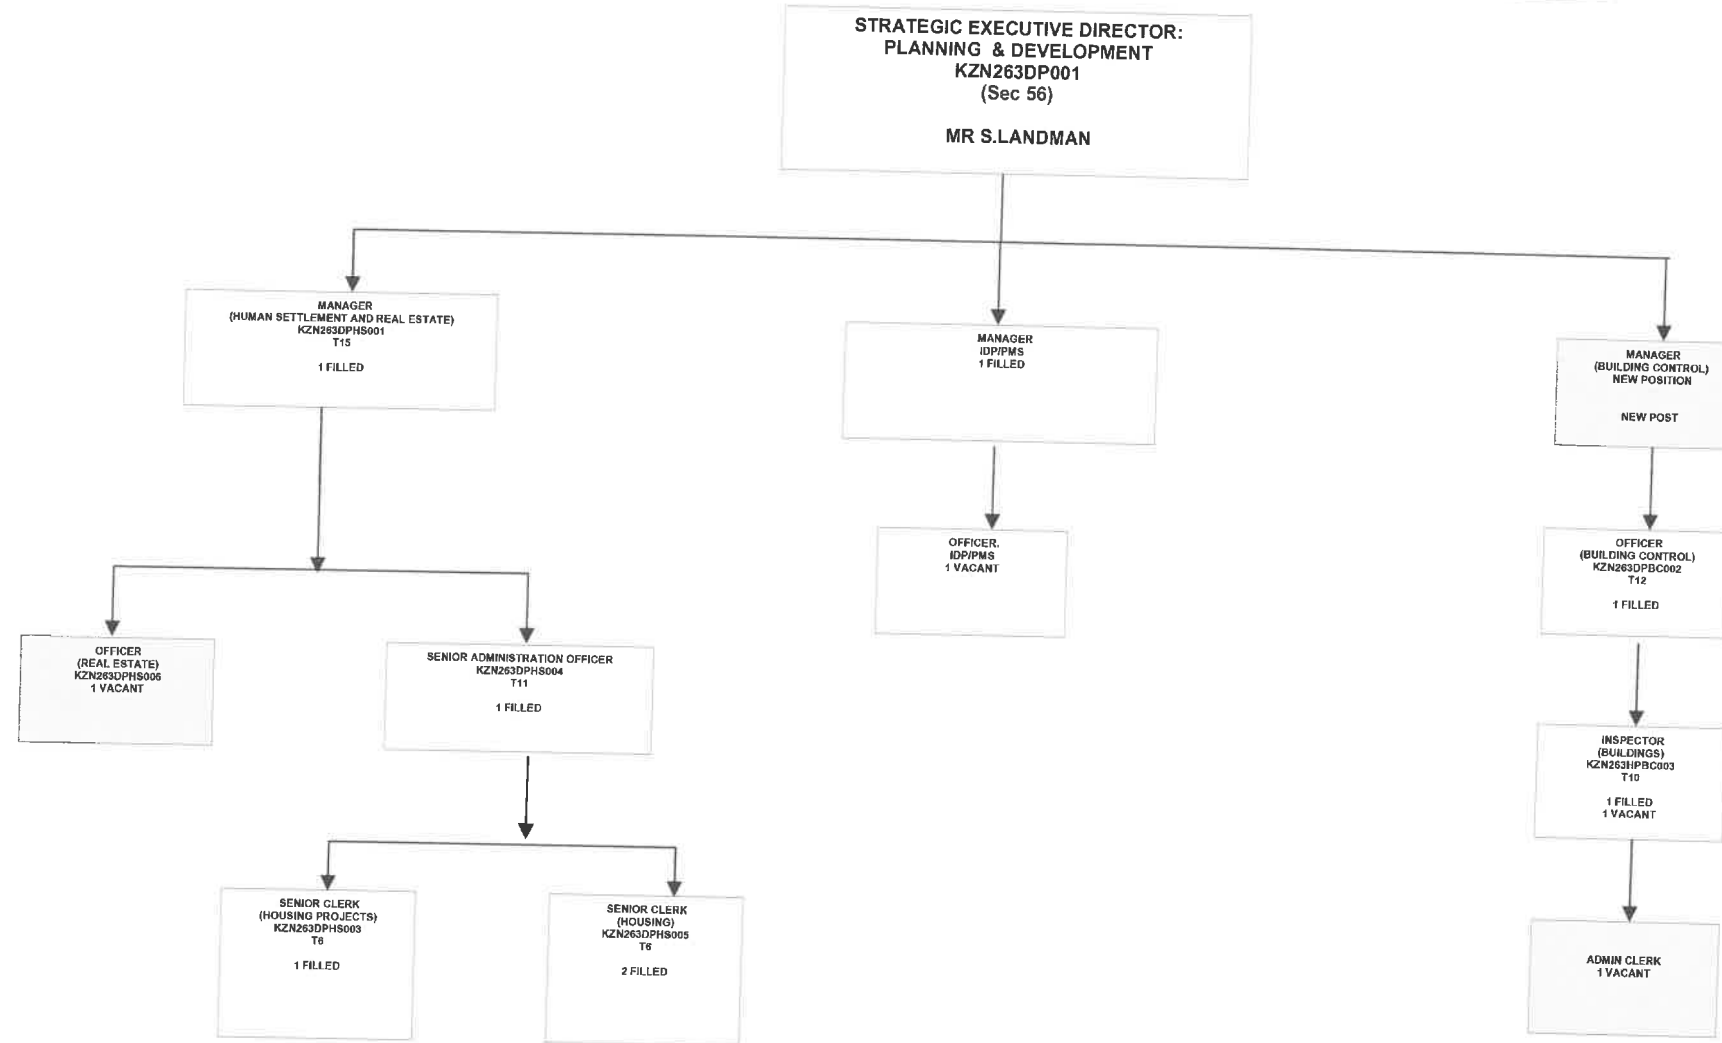 STRATEGIC EXECUTIVE DIRECTOR:
PLANNING & DEVELOPMENT
KZN263DP001
(Sec 56)
MR S.LANDMAN
MANAGER
(HUMAN SETTLEMENT AND REAL ESTATE)
KZN263DPHS001
T15
1 FILLED
MANAGER
IDP/PMS
1 FILLED
MANAGER
(BUILDING CONTROL)
NEW POSITION
NEW POST
OFFICER.
IDP/PMS
1 VACANT
OFFICER
(BUILDING CONTROL)
KZN263DPBC002
T12
1 FILLED
OFFICER
(REAL ESTATE)
KZN263DPHS006
1 VACANT
SENIOR ADMINISTRATION OFFICER
KZN263DPHS004
T11
1 FILLED
INSPECTOR
(BUILDINGS)
KZN263HPBC003
T10
1 FILLED
1 VACANT
SENIOR CLERK
(HOUSING PROJECTS)
KZN263DPHS003
T6
1 FILLED
SENIOR CLERK
(HOUSING)
KZN263DPHS005
T6
2 FILLED
ADMIN CLERK
1 VACANT